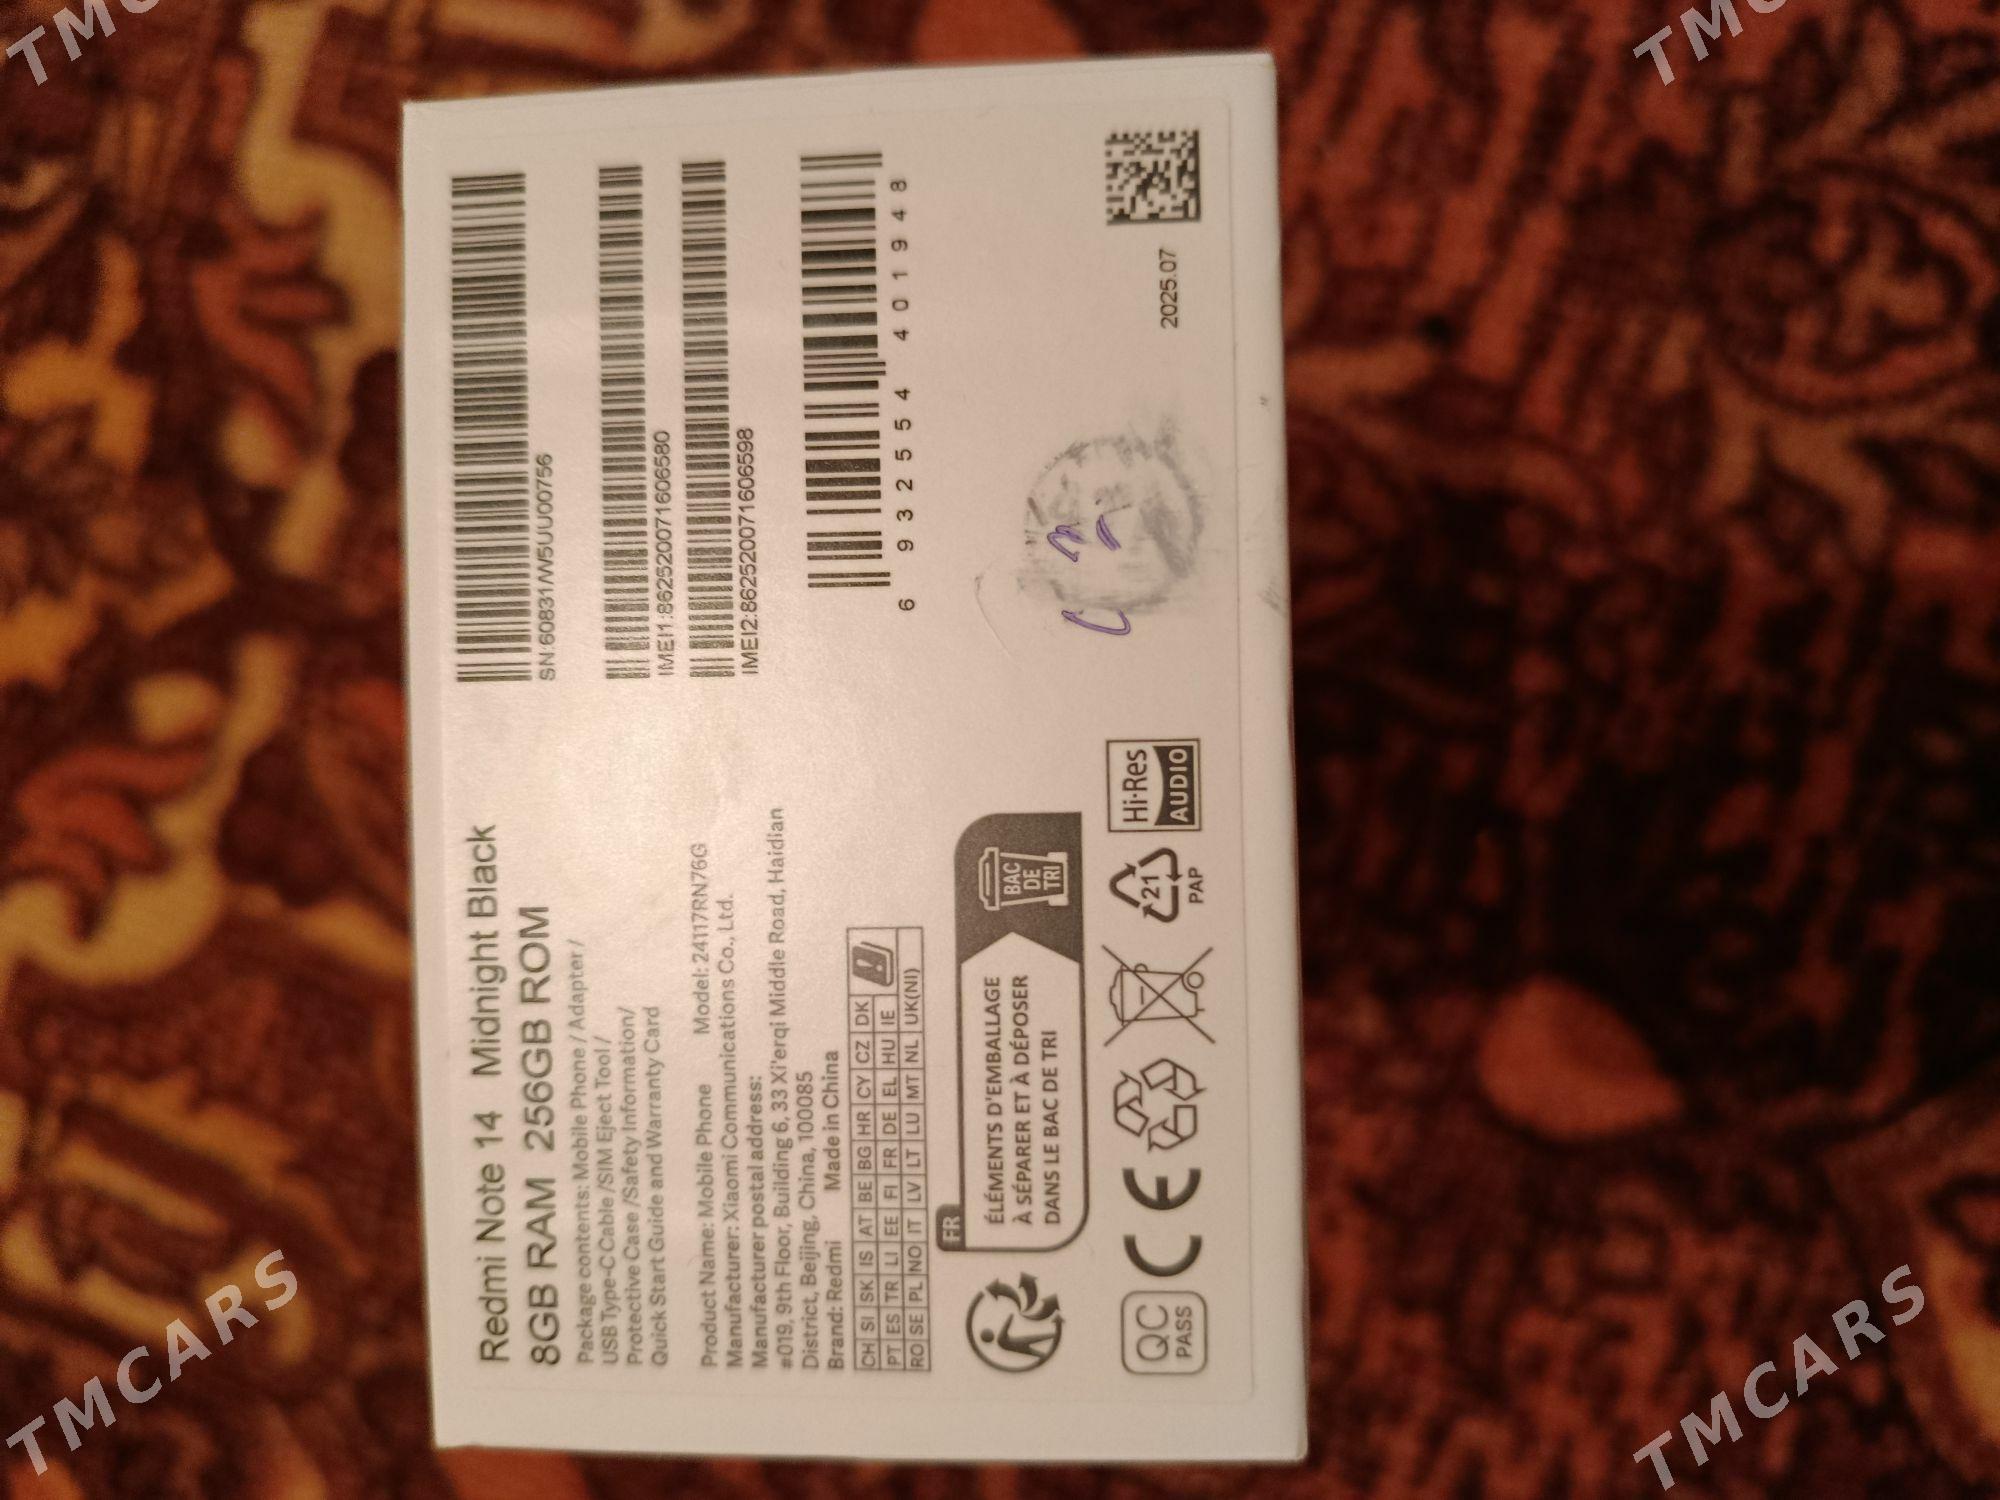 Redmi Note 14 Midnight Black
8GB RAM 256GB ROM
Package contents: Mobile Phone / Adapter /
USB Type-C Cable /SIM Eject Tool /
Protective Case /Safety Information/
Quick Start Guide and Warranty Card
Product Name: Mobile Phone Model: 24117RN76G
Manufacturer: Xiaomi Communications Co., Ltd.
Manufacturer postal address:
#019, 9th Floor, Building 6, 33 Xi'erqi Middle Road, Haidian
District, Beijing, China, 100085
Brand: Redmi Made in China
CH SI SK IS AT BE BG HR CY CZ DK
PT ES TR LI EE FI FR DE EL HU IE
RO SE PL NO IT LV LT LU MT NL UK(NI)
SN:60831/W5UU00756
IMEI1:862520071606580
IMEI2:862520071606598
6 932554 401948
FR
ÉLÉMENTS D'EMBALLAGE
À SÉPARER ET À DÉPOSER
DANS LE BAC DE TRI
BAC
DE
TRI
QC
PASS
CE
21
PAP
Hi-Res
AUDIO
2025.07
TMCARS
TMCARS
TMCARS
TMCARS